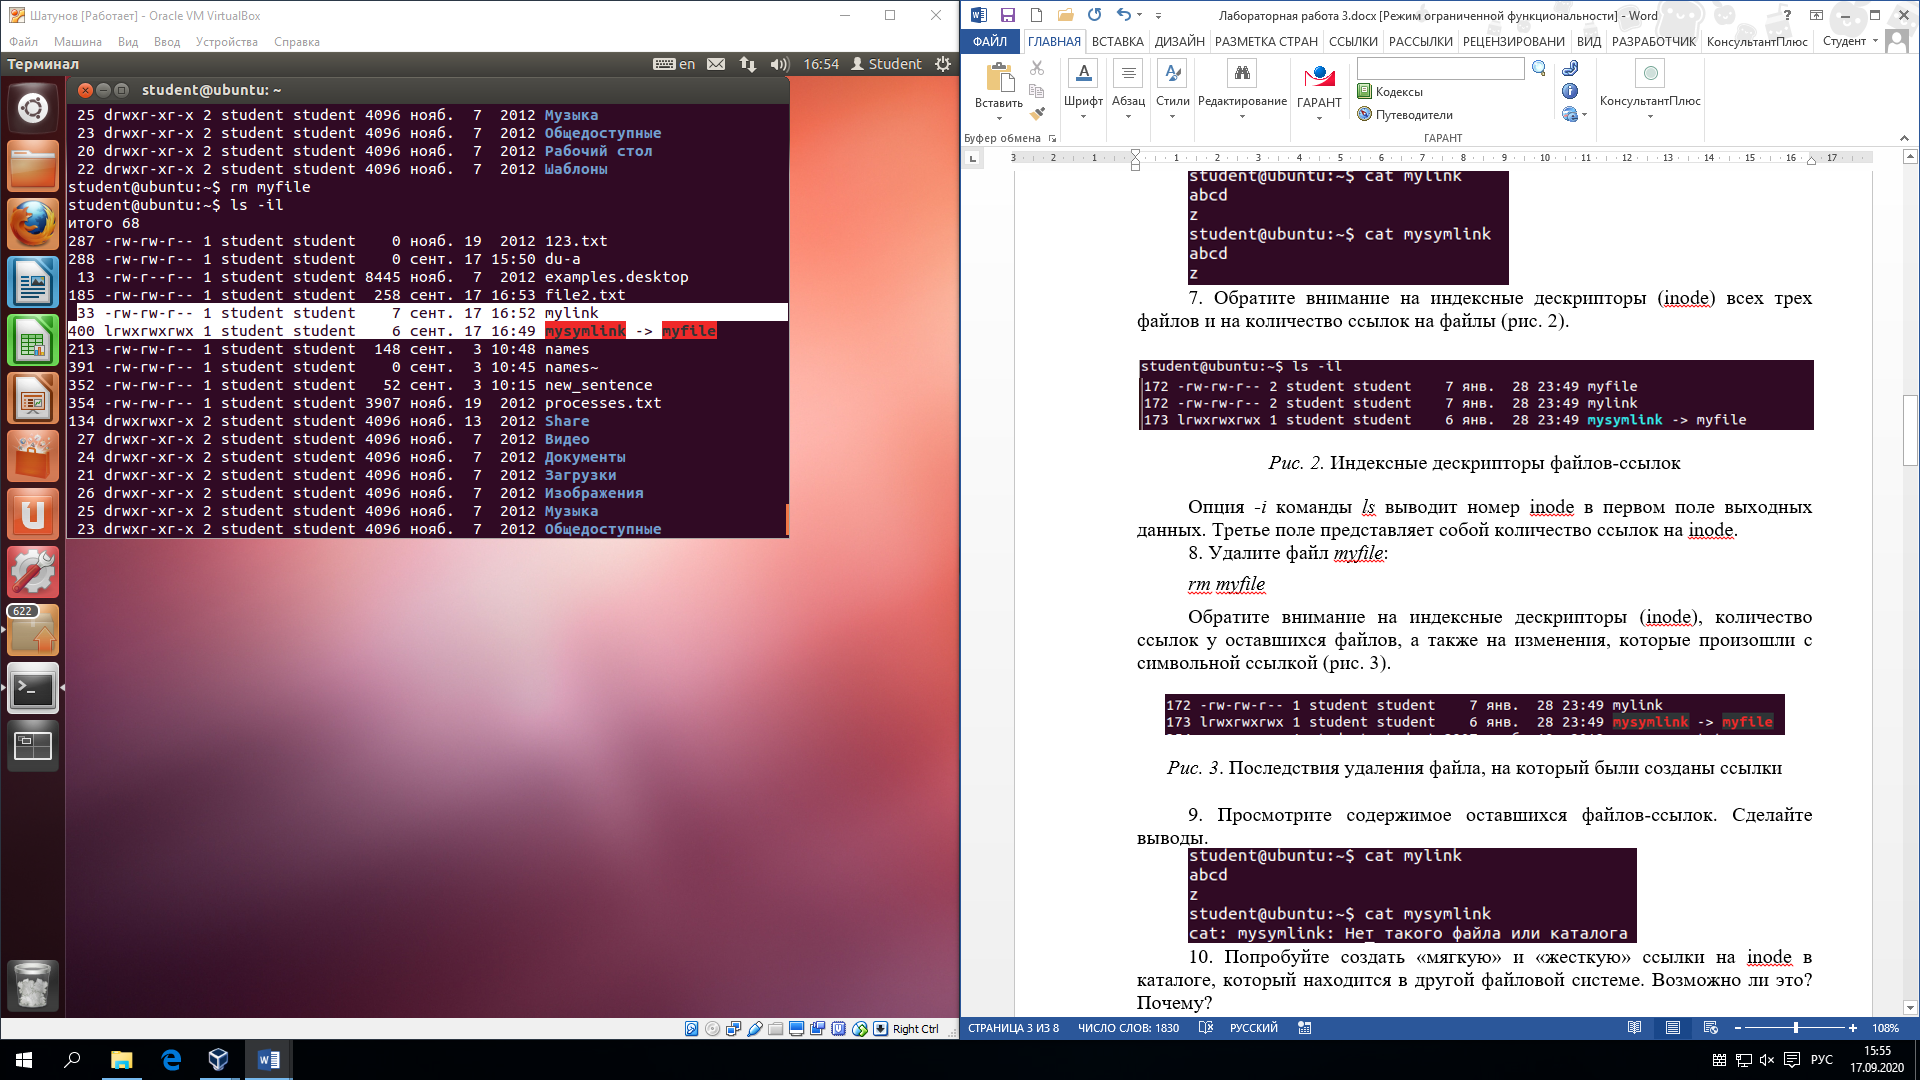 Шатунов [Работает] - Oracle VM VirtualBox
Файл Машина Вид Ввод Устройства Справка
Терминал
en 16:54 Student
student@ubuntu: ~
25 drwxr-xr-x 2 student student 4096 нояб. 7 2012 Музыка
23 drwxr-xr-x 2 student student 4096 нояб. 7 2012 Общедоступные
20 drwxr-xr-x 2 student student 4096 нояб. 7 2012 Рабочий стол
22 drwxr-xr-x 2 student student 4096 нояб. 7 2012 Шаблоны
student@ubuntu:~$ rm myfile
student@ubuntu:~$ ls -il
итого 68
287 -rw-rw-r-- 1 student student 0 нояб. 19 2012 123.txt
288 -rw-rw-r-- 1 student student 0 сент. 17 15:50 du-a
13 -rw-r--r-- 1 student student 8445 нояб. 7 2012 examples.desktop
185 -rw-rw-r-- 1 student student 258 сент. 17 16:53 file2.txt
33 -rw-rw-r-- 1 student student 7 сент. 17 16:52 mylink
400 lrwxrwxrwx 1 student student 6 сент. 17 16:49 mysymlink -> myfile
213 -rw-rw-r-- 1 student student 148 сент. 3 10:48 names
391 -rw-rw-r-- 1 student student 0 сент. 3 10:45 names~
352 -rw-rw-r-- 1 student student 52 сент. 3 10:15 new_sentence
354 -rw-rw-r-- 1 student student 3907 нояб. 19 2012 processes.txt
134 drwxrwxr-x 2 student student 4096 нояб. 13 2012 Share
27 drwxr-xr-x 2 student student 4096 нояб. 7 2012 Видео
24 drwxr-xr-x 2 student student 4096 нояб. 7 2012 Документы
21 drwxr-xr-x 2 student student 4096 нояб. 7 2012 Загрузки
26 drwxr-xr-x 2 student student 4096 нояб. 7 2012 Изображения
25 drwxr-xr-x 2 student student 4096 нояб. 7 2012 Музыка
23 drwxr-xr-x 2 student student 4096 нояб. 7 2012 Общедоступные
622
Right Ctrl
Лабораторная работа 3.docx [Режим ограниченной функциональности] - Word
ФАЙЛ ГЛАВНАЯ ВСТАВКА ДИЗАЙН РАЗМЕТКА СТРАН ССЫЛКИ РАССЫЛКИ РЕЦЕНЗИРОВАНИ ВИД РАЗРАБОТЧИК КонсультантПлюс Студент
Вставить
Шрифт Абзац Стили Редактирование
ГАРАНТ
Кодексы
Путеводители
КонсультантПлюс
Буфер обмена
ГАРАНТ
3 2 1 1 2 3 4 5 6 7 8 9 10 11 12 13 14 15 16 17
student@ubuntu:~$ cat mylink
abcd
z
student@ubuntu:~$ cat mysymlink
abcd
z
7. Обратите внимание на индексные дескрипторы (inode) всех трех
файлов и на количество ссылок на файлы (рис. 2).
student@ubuntu:~$ ls -il
172 -rw-rw-r-- 2 student student 7 янв. 28 23:49 myfile
172 -rw-rw-r-- 2 student student 7 янв. 28 23:49 mylink
173 lrwxrwxrwx 1 student student 6 янв. 28 23:49 mysymlink -> myfile
Рис. 2. Индексные дескрипторы файлов-ссылок
Опция -i команды ls выводит номер inode в первом поле выходных
данных. Третье поле представляет собой количество ссылок на inode.
8. Удалите файл myfile:
rm myfile
Обратите внимание на индексные дескрипторы (inode), количество
ссылок у оставшихся файлов, а также на изменения, которые произошли с
символьной ссылкой (рис. 3).
172 -rw-rw-r-- 1 student student 7 янв. 28 23:49 mylink
173 lrwxrwxrwx 1 student student 6 янв. 28 23:49 mysymlink -> myfile
Рис. 3. Последствия удаления файла, на который были созданы ссылки
9. Просмотрите содержимое оставшихся файлов-ссылок. Сделайте
выводы.
student@ubuntu:~$ cat mylink
abcd
z
student@ubuntu:~$ cat mysymlink
cat: mysymlink: Нет такого файла или каталога
10. Попробуйте создать «мягкую» и «жесткую» ссылки на inode в
каталоге, который находится в другой файловой системе. Возможно ли это?
Почему?
СТРАНИЦА 3 ИЗ 8 ЧИСЛО СЛОВ: 1830 РУССКИЙ 108%
РУС 15:55
17.09.2020